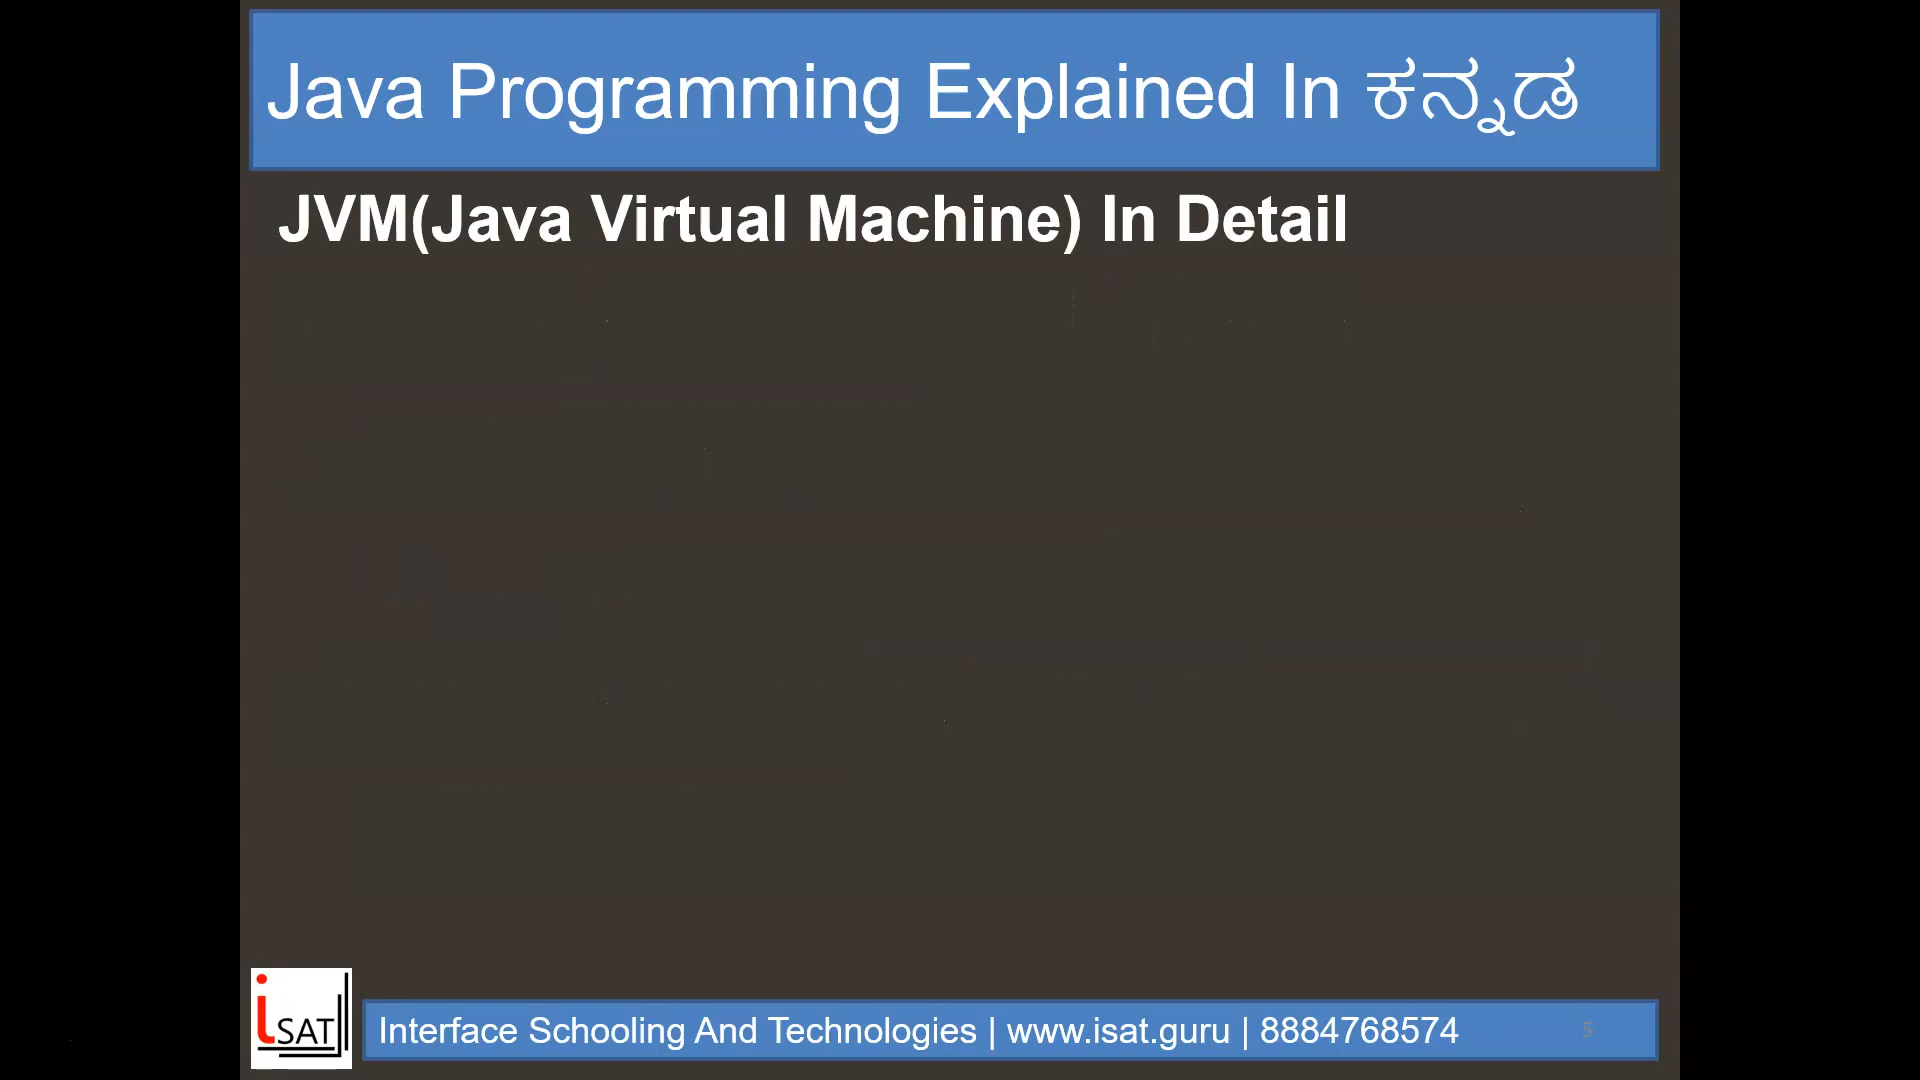 Java Programming Explained In ಕನ್ನಡ
JVM(Java Virtual Machine) In Detail
iSAT
Interface Schooling And Technologies | www.isat.guru | 8884768574
5